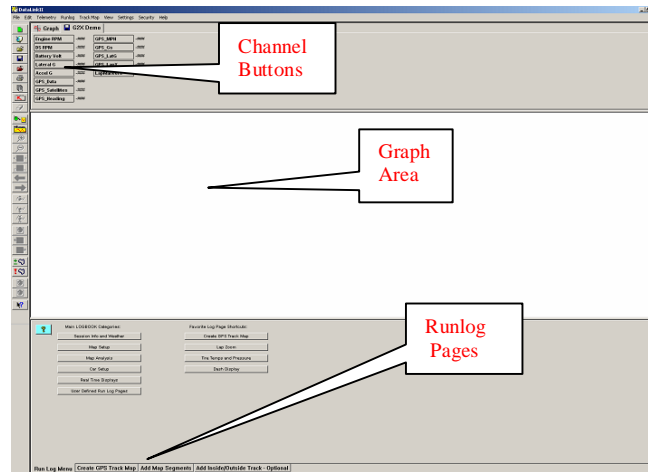 DataLinkII
File Edit Telemetry Runlog Track Map View Settings Security Help
Graph G2X Demo
Engine RPM GPS_MPH
DS RPM GPS_Gs
Battery Volt GPS_LatG
Lateral G
Accel G
GPS_Data
GPS_Satellites
GPS_Heading
Channel
Buttons
Graph
Area
Runlog
Pages
Main LOGBOOK Categories: Favorite Log Page Shortcuts:
Session Info and Weather Create GPS Track Map
Map Setup Lap Zoom
Map Analysis Tire Temps and Pressure
Car Setup Dash Display
Real Time Displays
User Defined Run Log Pages
Run Log Menu Create GPS Track Map Add Map Segments Add Inside/Outside Track - Optional